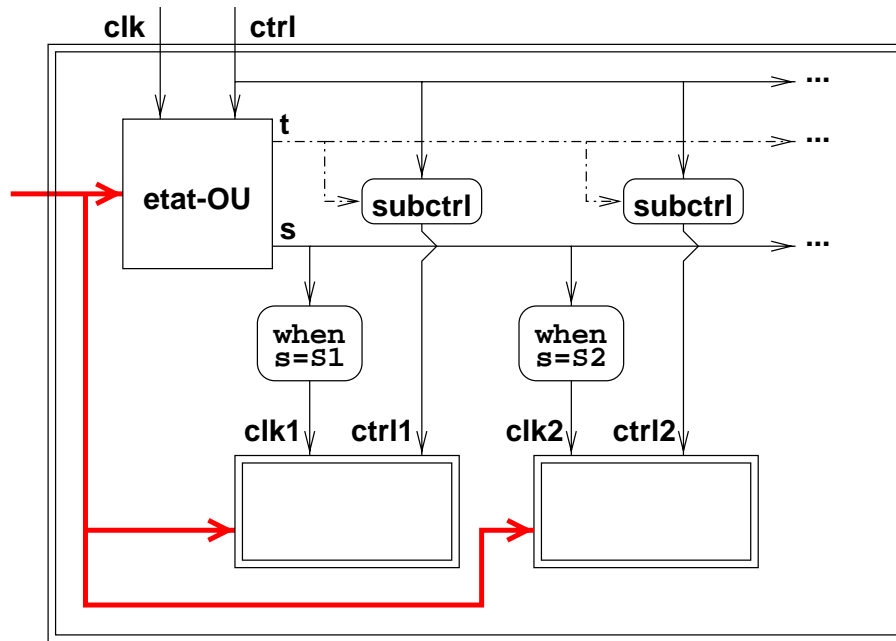 clk ctrl
...
t
...
etat-OU subctrl subctrl
s
...
when when
s=S1 s=S2
clk1 ctrl1 clk2 ctrl2